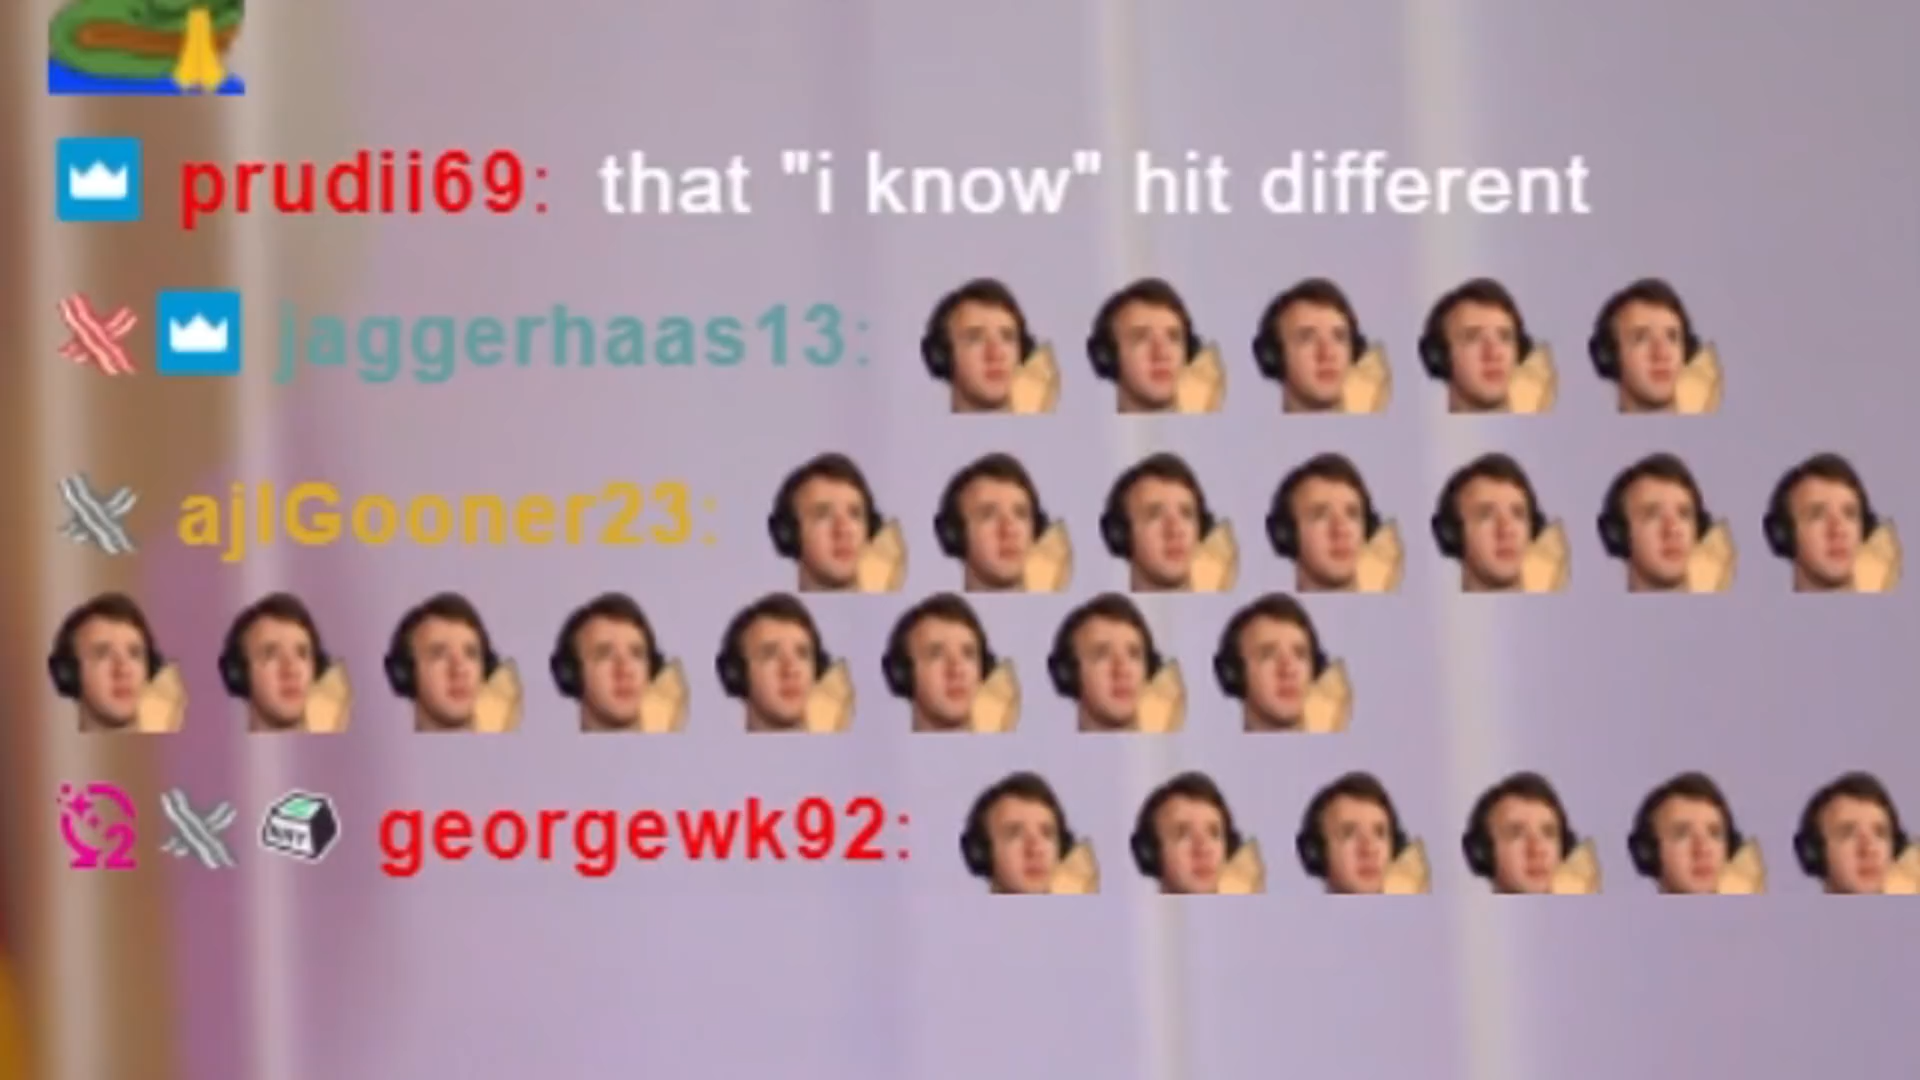 prudii69: that "i know" hit different
jaggerhaas13:
ajlGooner23:
georgewk92: